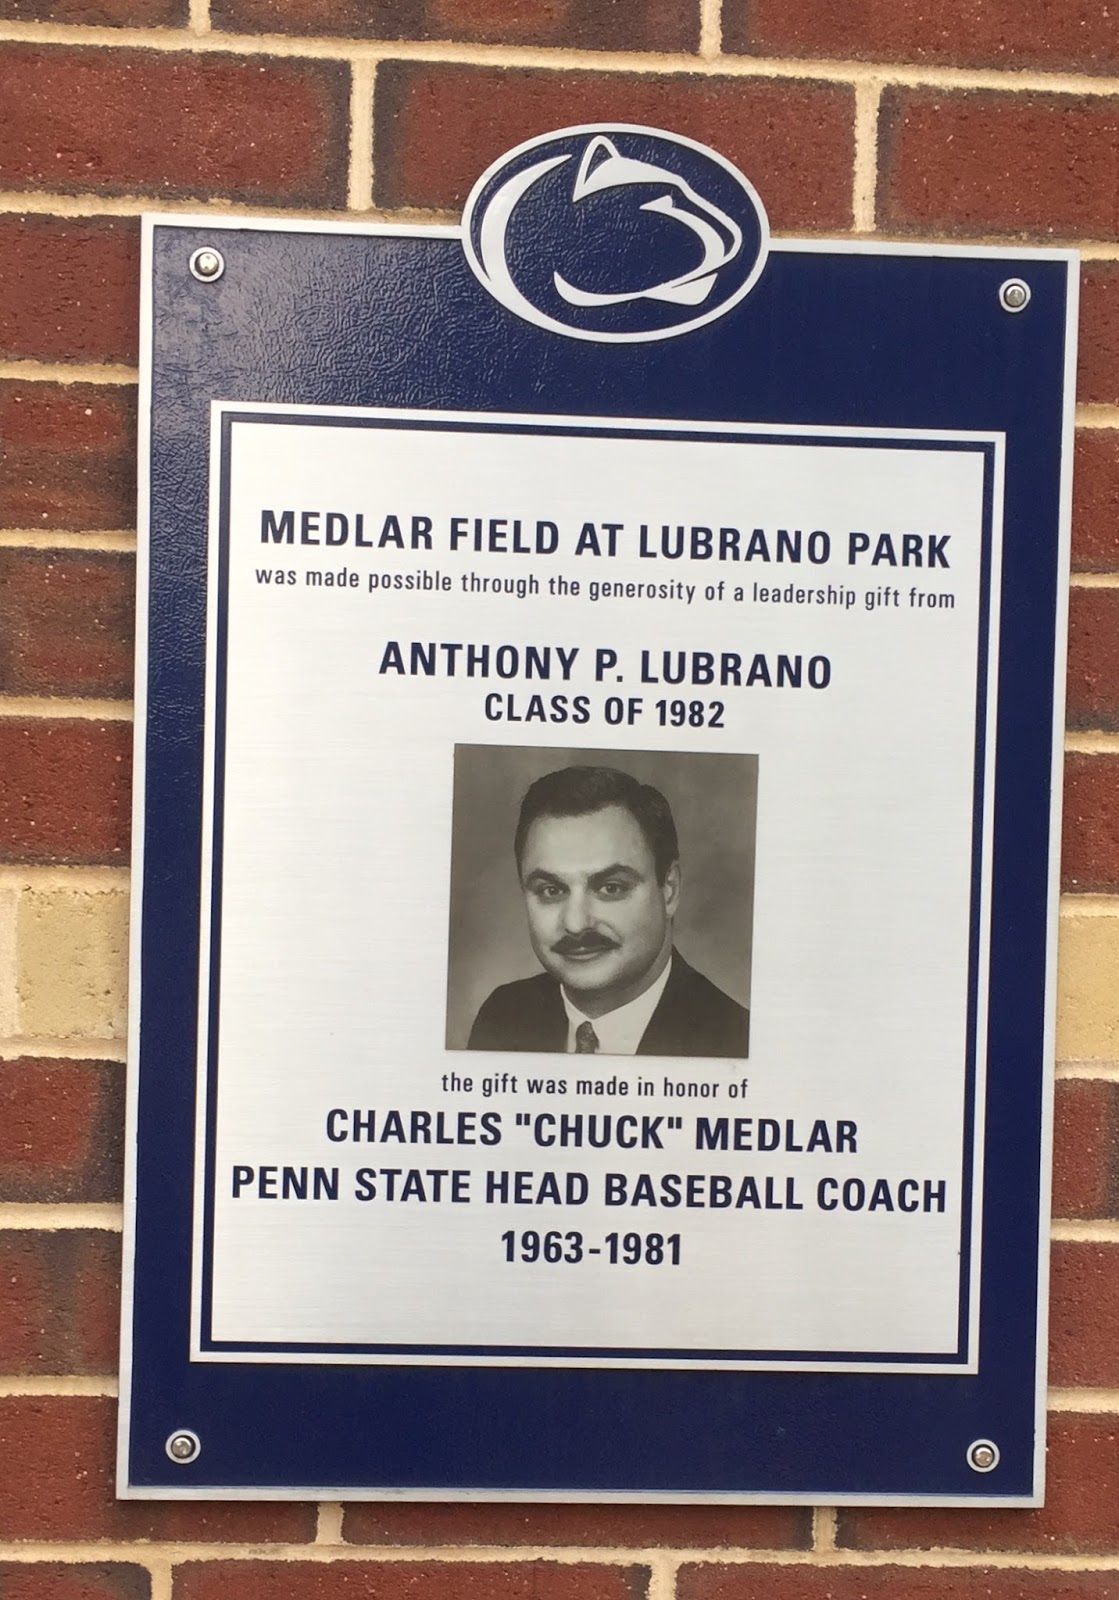 MEDLAR FIELD AT LUBRANO PARK
was made possible through the generosity of a leadership gift from
ANTHONY P. LUBRANO
CLASS OF 1982
the gift was made in honor of
CHARLES "CHUCK" MEDLAR
PENN STATE HEAD BASEBALL COACH
1963-1981